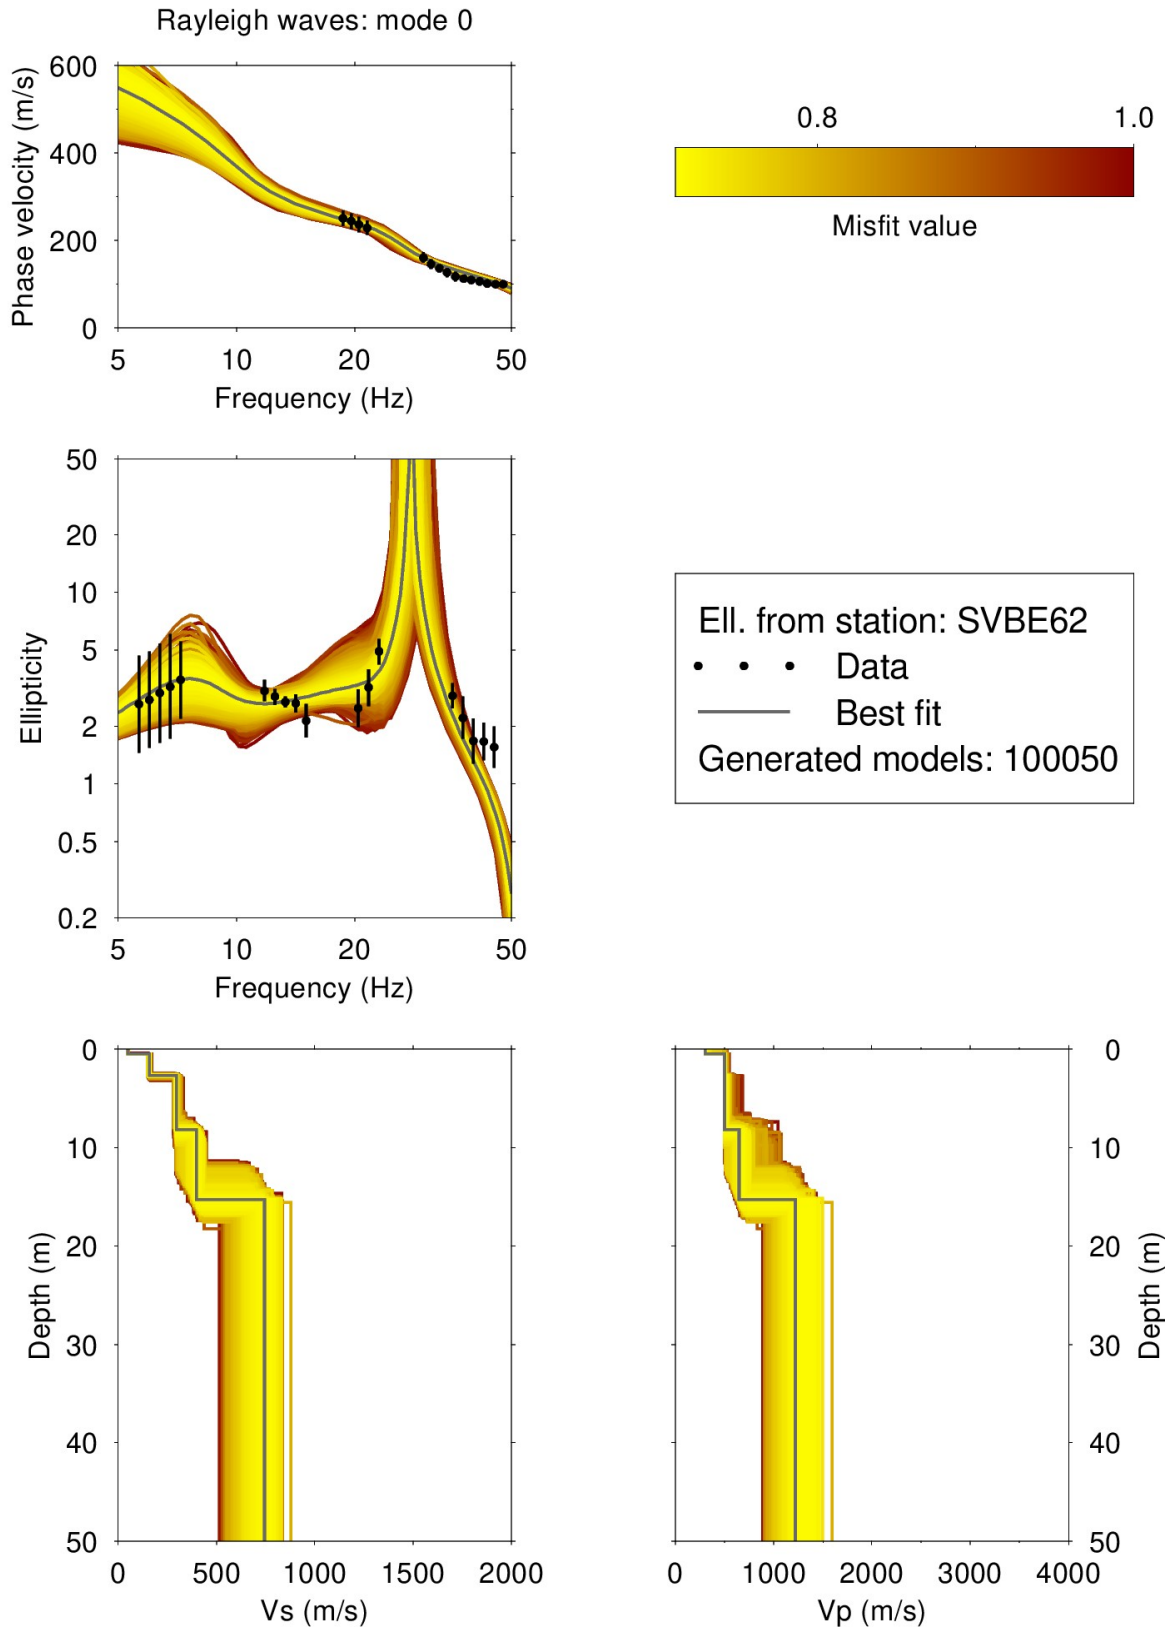 Rayleigh waves: mode 0
600
400
200
0
Phase velocity (m/s)
5 10 20 50
Frequency (Hz)
0.8 1.0
Misfit value
50
20
10
5
2
1
0.5
0.2
Ellipticity
5 10 20 50
Frequency (Hz)
Ell. from station: SVBE62
Data
Best fit
Generated models: 100050
0
10
20
30
40
50
Depth (m)
0 500 1000 1500 2000
Vs (m/s)
0
10
20
30
40
50
Depth (m)
0 1000 2000 3000 4000
Vp (m/s)